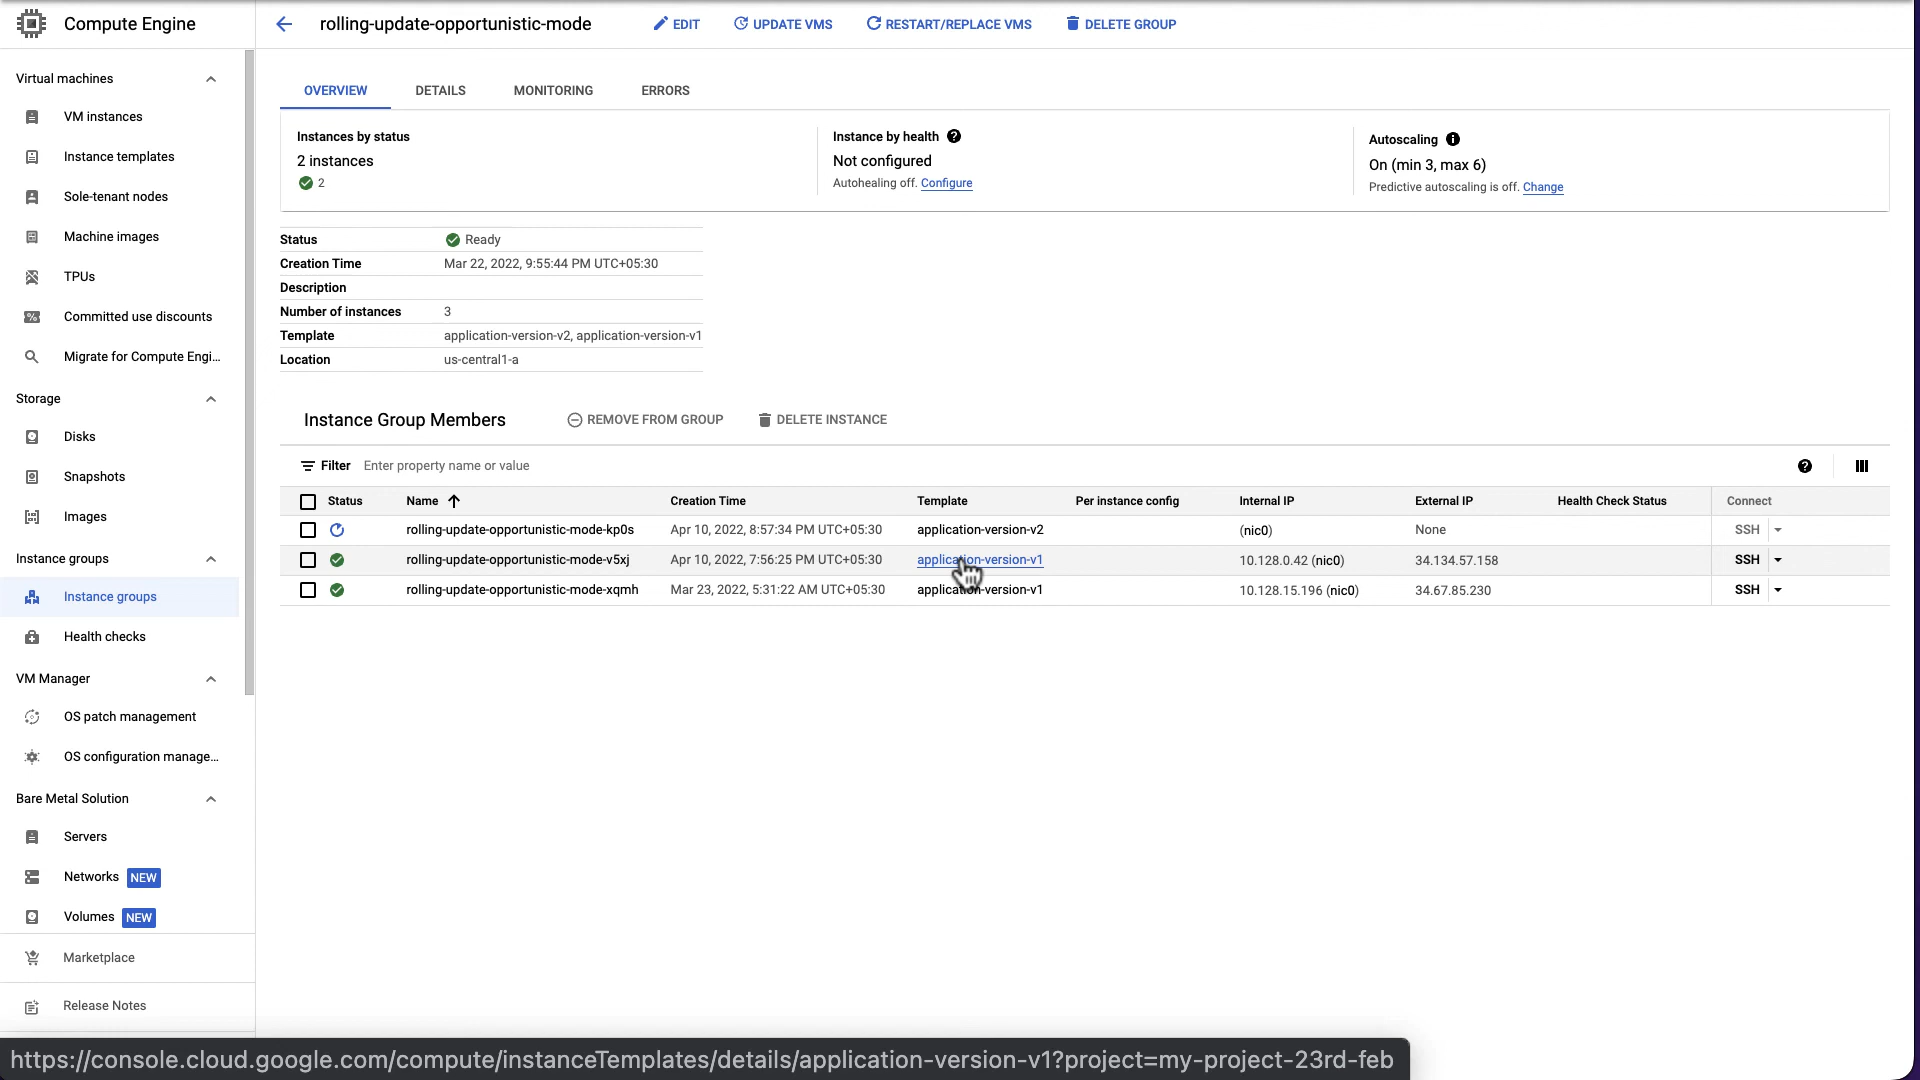 Compute Engine
rolling-update-opportunistic-mode
EDIT
UPDATE VMS
RESTART/REPLACE VMS
DELETE GROUP
Virtual machines
VM instances
Instance templates
Sole-tenant nodes
Machine images
TPUs
Committed use discounts
Migrate for Compute Engi...
Storage
Disks
Snapshots
Images
Instance groups
Instance groups
Health checks
VM Manager
OS patch management
OS configuration manage...
Bare Metal Solution
Servers
Networks NEW
Volumes NEW
Marketplace
Release Notes
OVERVIEW DETAILS MONITORING ERRORS
Instances by status
2 instances
2
Instance by health
Not configured
Autohealing off. Configure
Autoscaling
On (min 3, max 6)
Predictive autoscaling is off. Change
Status Ready
Creation Time Mar 22, 2022, 9:55:44 PM UTC+05:30
Description
Number of instances 3
Template application-version-v2, application-version-v1
Location us-central1-a
Instance Group Members REMOVE FROM GROUP DELETE INSTANCE
Filter Enter property name or value
Status Name Creation Time Template Per instance config Internal IP External IP Health Check Status Connect
rolling-update-opportunistic-mode-kp0s Apr 10, 2022, 8:57:34 PM UTC+05:30 application-version-v2 (nic0) None SSH
rolling-update-opportunistic-mode-v5xj Apr 10, 2022, 7:56:25 PM UTC+05:30 application-version-v1 10.128.0.42 (nic0) 34.134.57.158 SSH
rolling-update-opportunistic-mode-xqmh Mar 23, 2022, 5:31:22 AM UTC+05:30 application-version-v1 10.128.15.196 (nic0) 34.67.85.230 SSH
https://console.cloud.google.com/compute/instanceTemplates/details/application-version-v1?project=my-project-23rd-feb